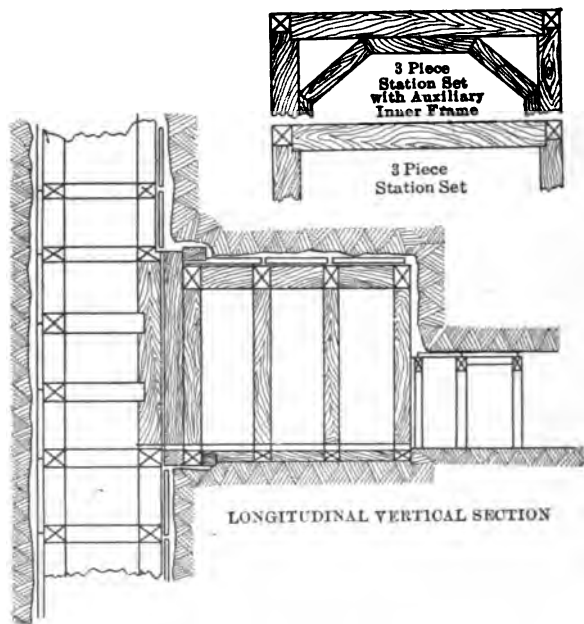 3 Piece
Station Set
with Auxiliary
Inner Frame
3 Piece
Station Set
LONGITUDINAL VERTICAL SECTION